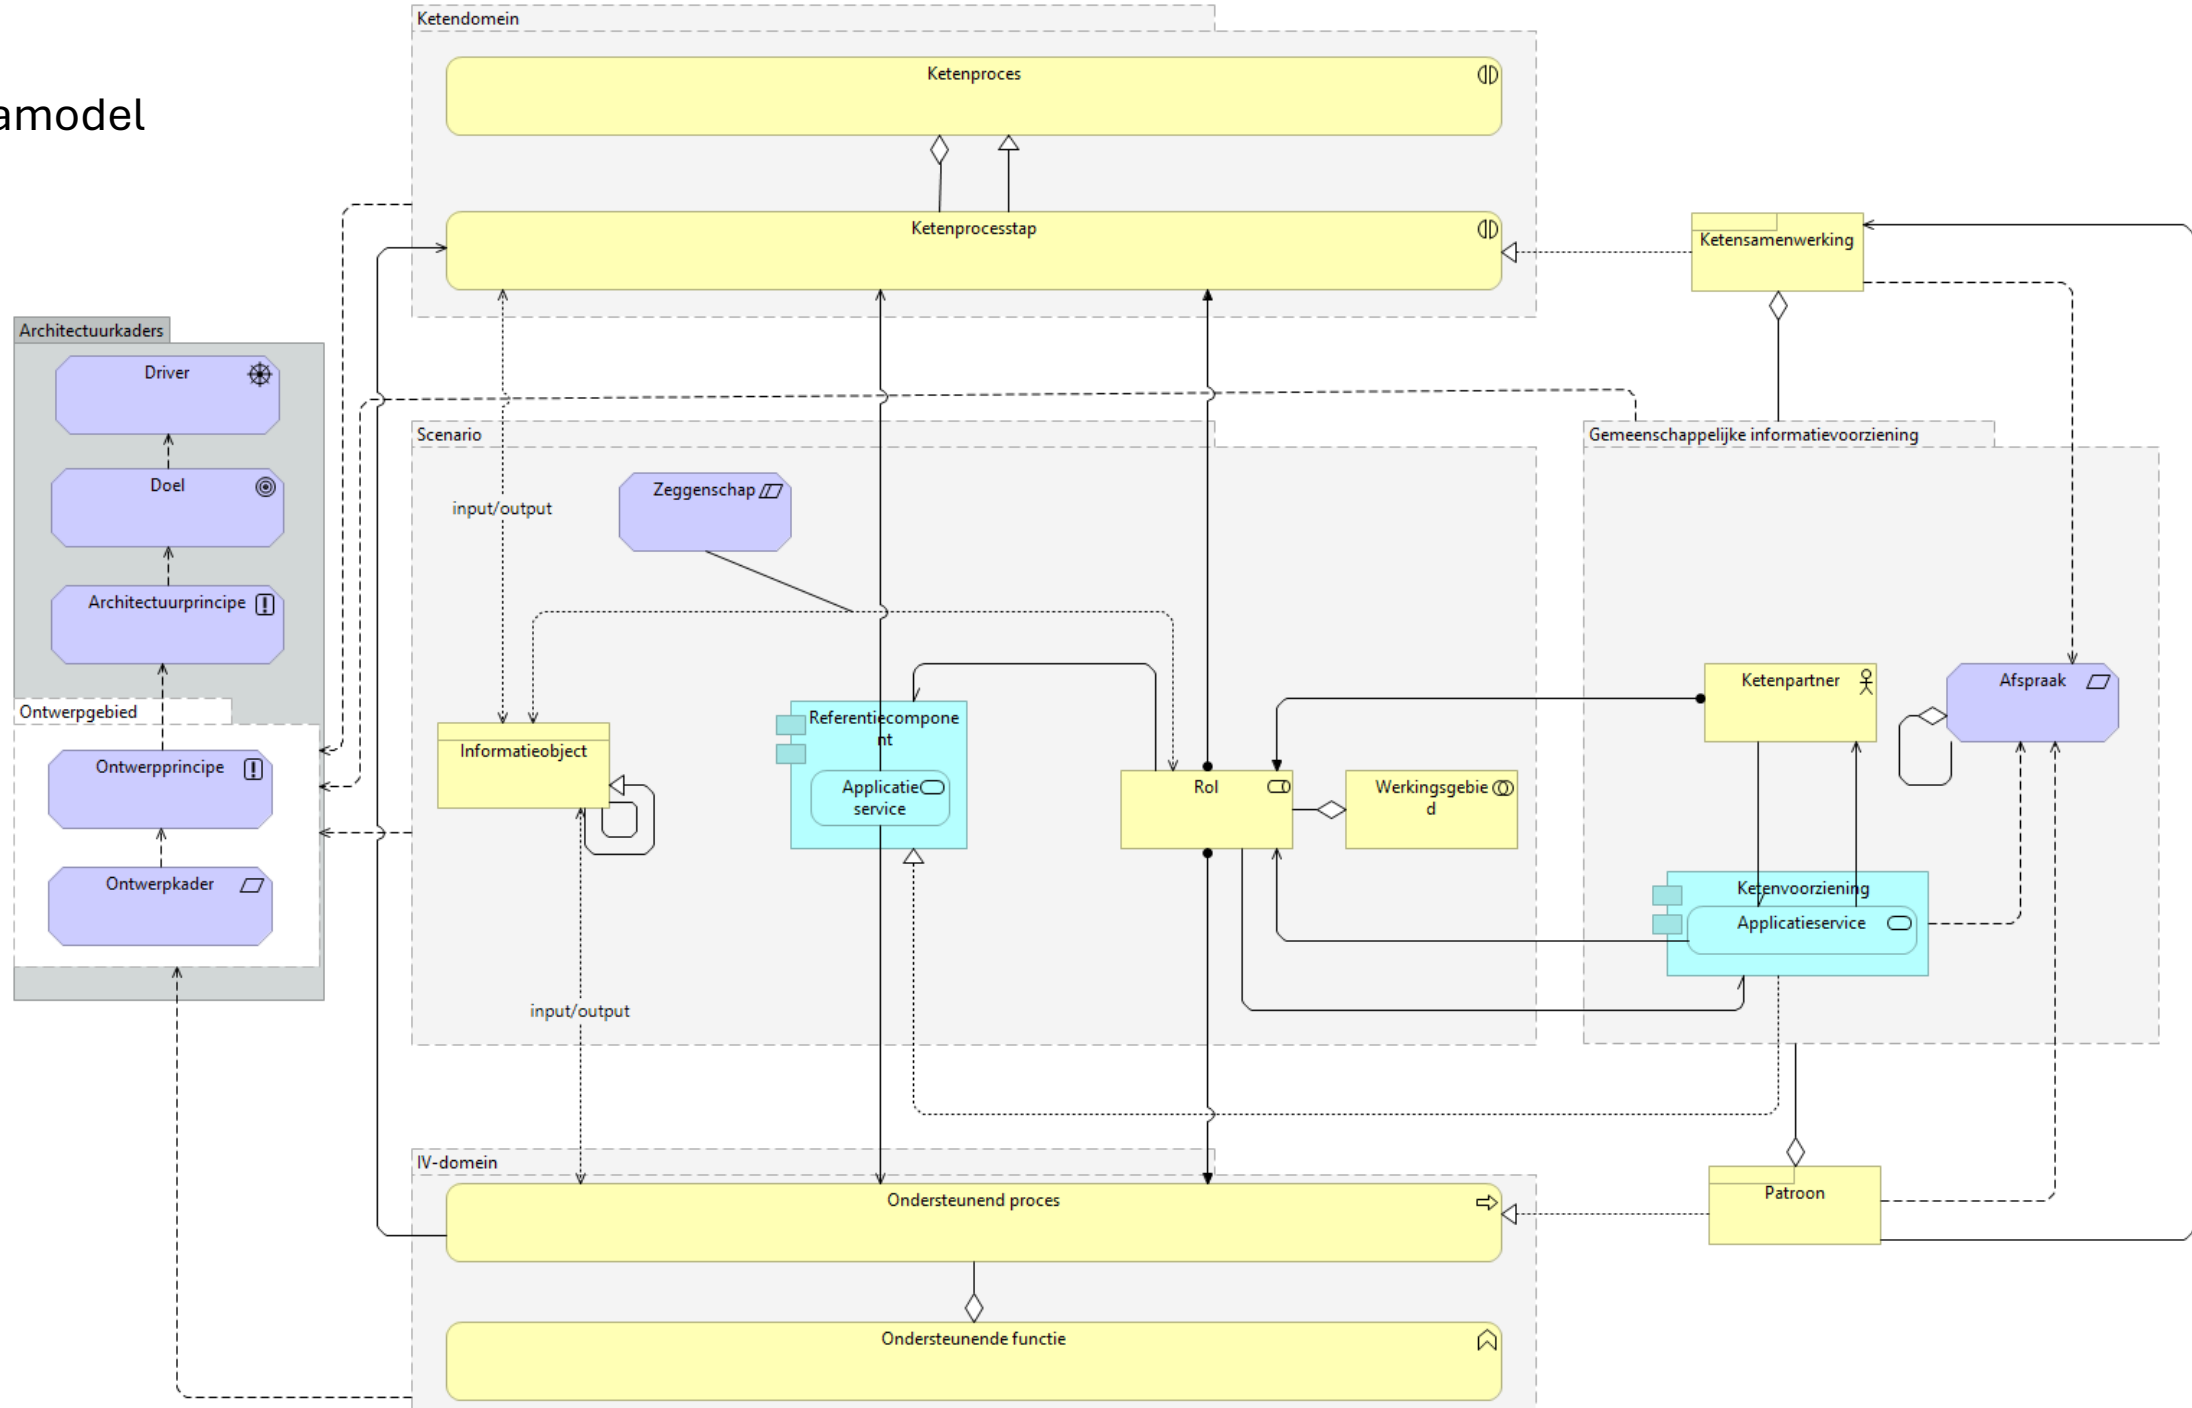 amodel
Ketendomein
Ketenproces
Ketenprocesstap
Ketensamenwerking
Architectuurkaders
Driver
Doel
Architectuurprincipe
Ontwerpgebied
Ontwerpprincipe
Ontwerpkader
Scenario
input/output
Zeggenschap
Informatieobject
Referentiecompone
nt
Applicatie
service
Rol
Werkingsgebie
d
input/output
Gemeenschappelijke informatievoorziening
Ketenpartner
Afspraak
Ketenvoorziening
Applicatieservice
IV-domein
Ondersteunend proces
Patroon
Ondersteunende functie